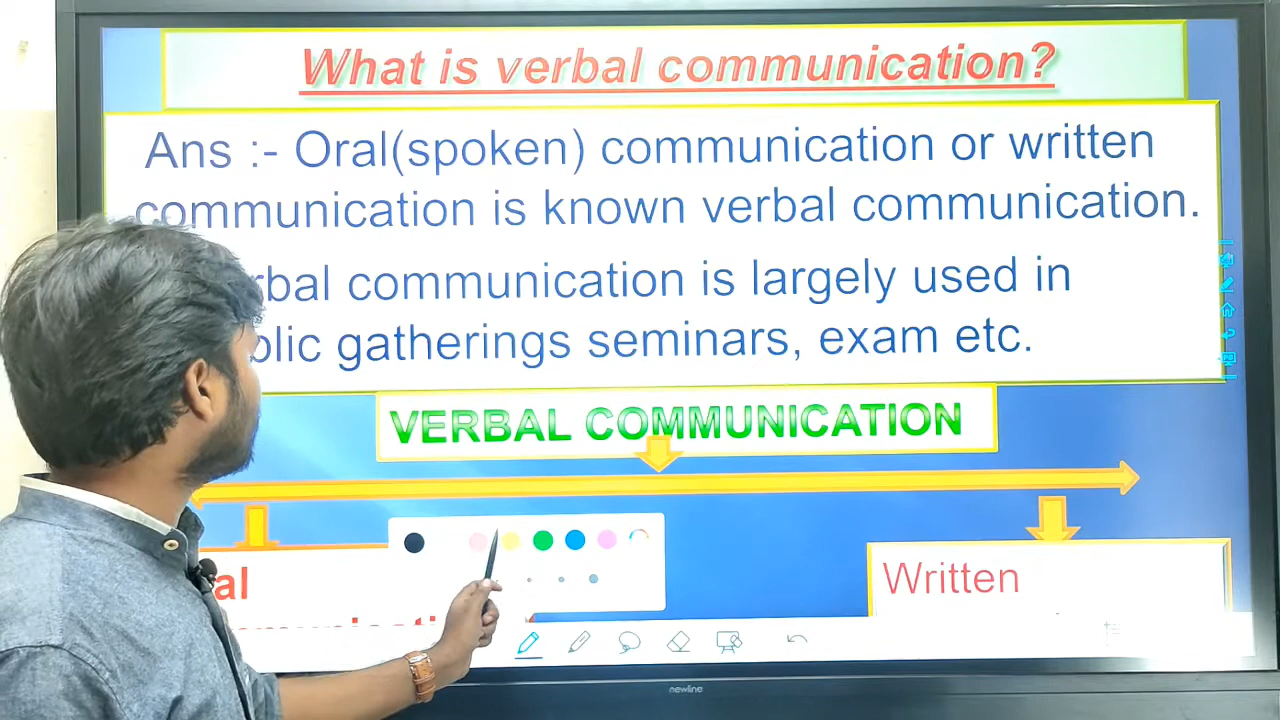 What is verbal communication?
Ans :- Oral(spoken) communication or written
communication is known verbal communication.
rbal communication is largely used in
blic gatherings seminars, exam etc.
VERBAL COMMUNICATION
al
Written
newline